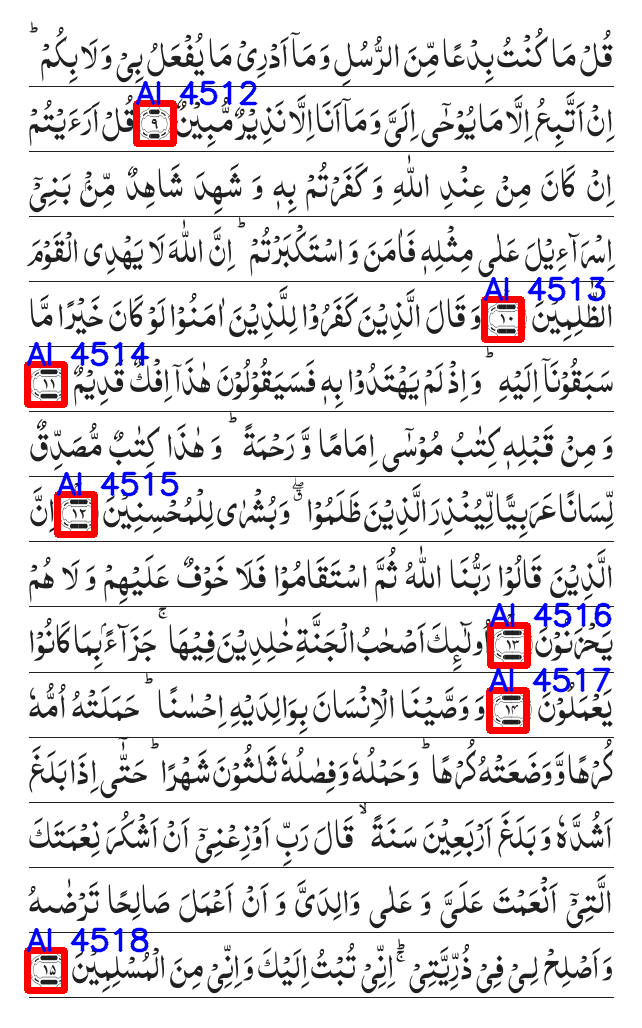 قُلْ مَا كُنْتُ بِدْعًا مِّنَ الرُّسُلِ وَمَاۤ اَدْرِیْ مَا یُفْعَلُ بِیْ وَلَا بِكُمْ ؕ
AI 4512
اِنْ اَتَّبِعُ اِلَّا مَا یُوْحٰۤی اِلَیَّ وَمَاۤ اَنَا اِلَّا نَذِیْرٌ مُّبِیْنٌ ۹ قُلْ اَرَءَیْتُمْ
اِنْ كَانَ مِنْ عِنْدِ اللّٰهِ وَ كَفَرْتُمْ بِهٖ وَ شَهِدَ شَاهِدٌ مِّنْۢ بَنِیْۤ
اِسْرَآءِیْلَ عَلٰی مِثْلِهٖ فَاٰمَنَ وَ اسْتَكْبَرْتُمْ ؕ اِنَّ اللّٰهَ لَا یَهْدِی الْقَوْمَ
AI 4513
الظّٰلِمِیْنَ ۱۰ وَ قَالَ الَّذِیْنَ كَفَرُوْا لِلَّذِیْنَ اٰمَنُوْا لَوْ كَانَ خَیْرًا مَّا
AI 4514
سَبَقُوْنَاۤ اِلَیْهِ ؕ وَ اِذْ لَمْ یَهْتَدُوْا بِهٖ فَسَیَقُوْلُوْنَ هٰذَاۤ اِفْكٌ قَدِیْمٌ ۱۱
وَ مِنْ قَبْلِهٖ كِتٰبُ مُوْسٰۤی اِمَامًا وَّ رَحْمَةً ؕ وَ هٰذَا كِتٰبٌ مُّصَدِّقٌ
AI 4515
لِّسَانًا عَرَبِیًّا لِّیُنْذِرَ الَّذِیْنَ ظَلَمُوْا ۖۗ وَ بُشْرٰی لِلْمُحْسِنِیْنَ ۱۲ اِنَّ
الَّذِیْنَ قَالُوْا رَبُّنَا اللّٰهُ ثُمَّ اسْتَقَامُوْا فَلَا خَوْفٌ عَلَیْهِمْ وَ لَا هُمْ
AI 4516
یَحْزَنُوْنَ ۱۳ اُولٰٓىِٕكَ اَصْحٰبُ الْجَنَّةِ خٰلِدِیْنَ فِیْهَا ۚ جَزَآءًۢ بِمَا كَانُوْا
AI 4517
یَعْمَلُوْنَ ۱۴ وَ وَصَّیْنَا الْاِنْسَانَ بِوَالِدَیْهِ اِحْسٰنًا ؕ حَمَلَتْهُ اُمُّهٗ
كُرْهًا وَّ وَضَعَتْهُ كُرْهًا ؕ وَ حَمْلُهٗ وَ فِصٰلُهٗ ثَلٰثُوْنَ شَهْرًا ؕ حَتّٰۤی اِذَا بَلَغَ
اَشُدَّهٗ وَ بَلَغَ اَرْبَعِیْنَ سَنَةً ۙ قَالَ رَبِّ اَوْزِعْنِیْۤ اَنْ اَشْكُرَ نِعْمَتَكَ
الَّتِیْۤ اَنْعَمْتَ عَلَیَّ وَ عَلٰی وَالِدَیَّ وَ اَنْ اَعْمَلَ صَالِحًا تَرْضٰىهُ
AI 4518
وَ اَصْلِحْ لِیْ فِیْ ذُرِّیَّتِیْ ۚؕ اِنِّیْ تُبْتُ اِلَیْكَ وَ اِنِّیْ مِنَ الْمُسْلِمِیْنَ ۱۵